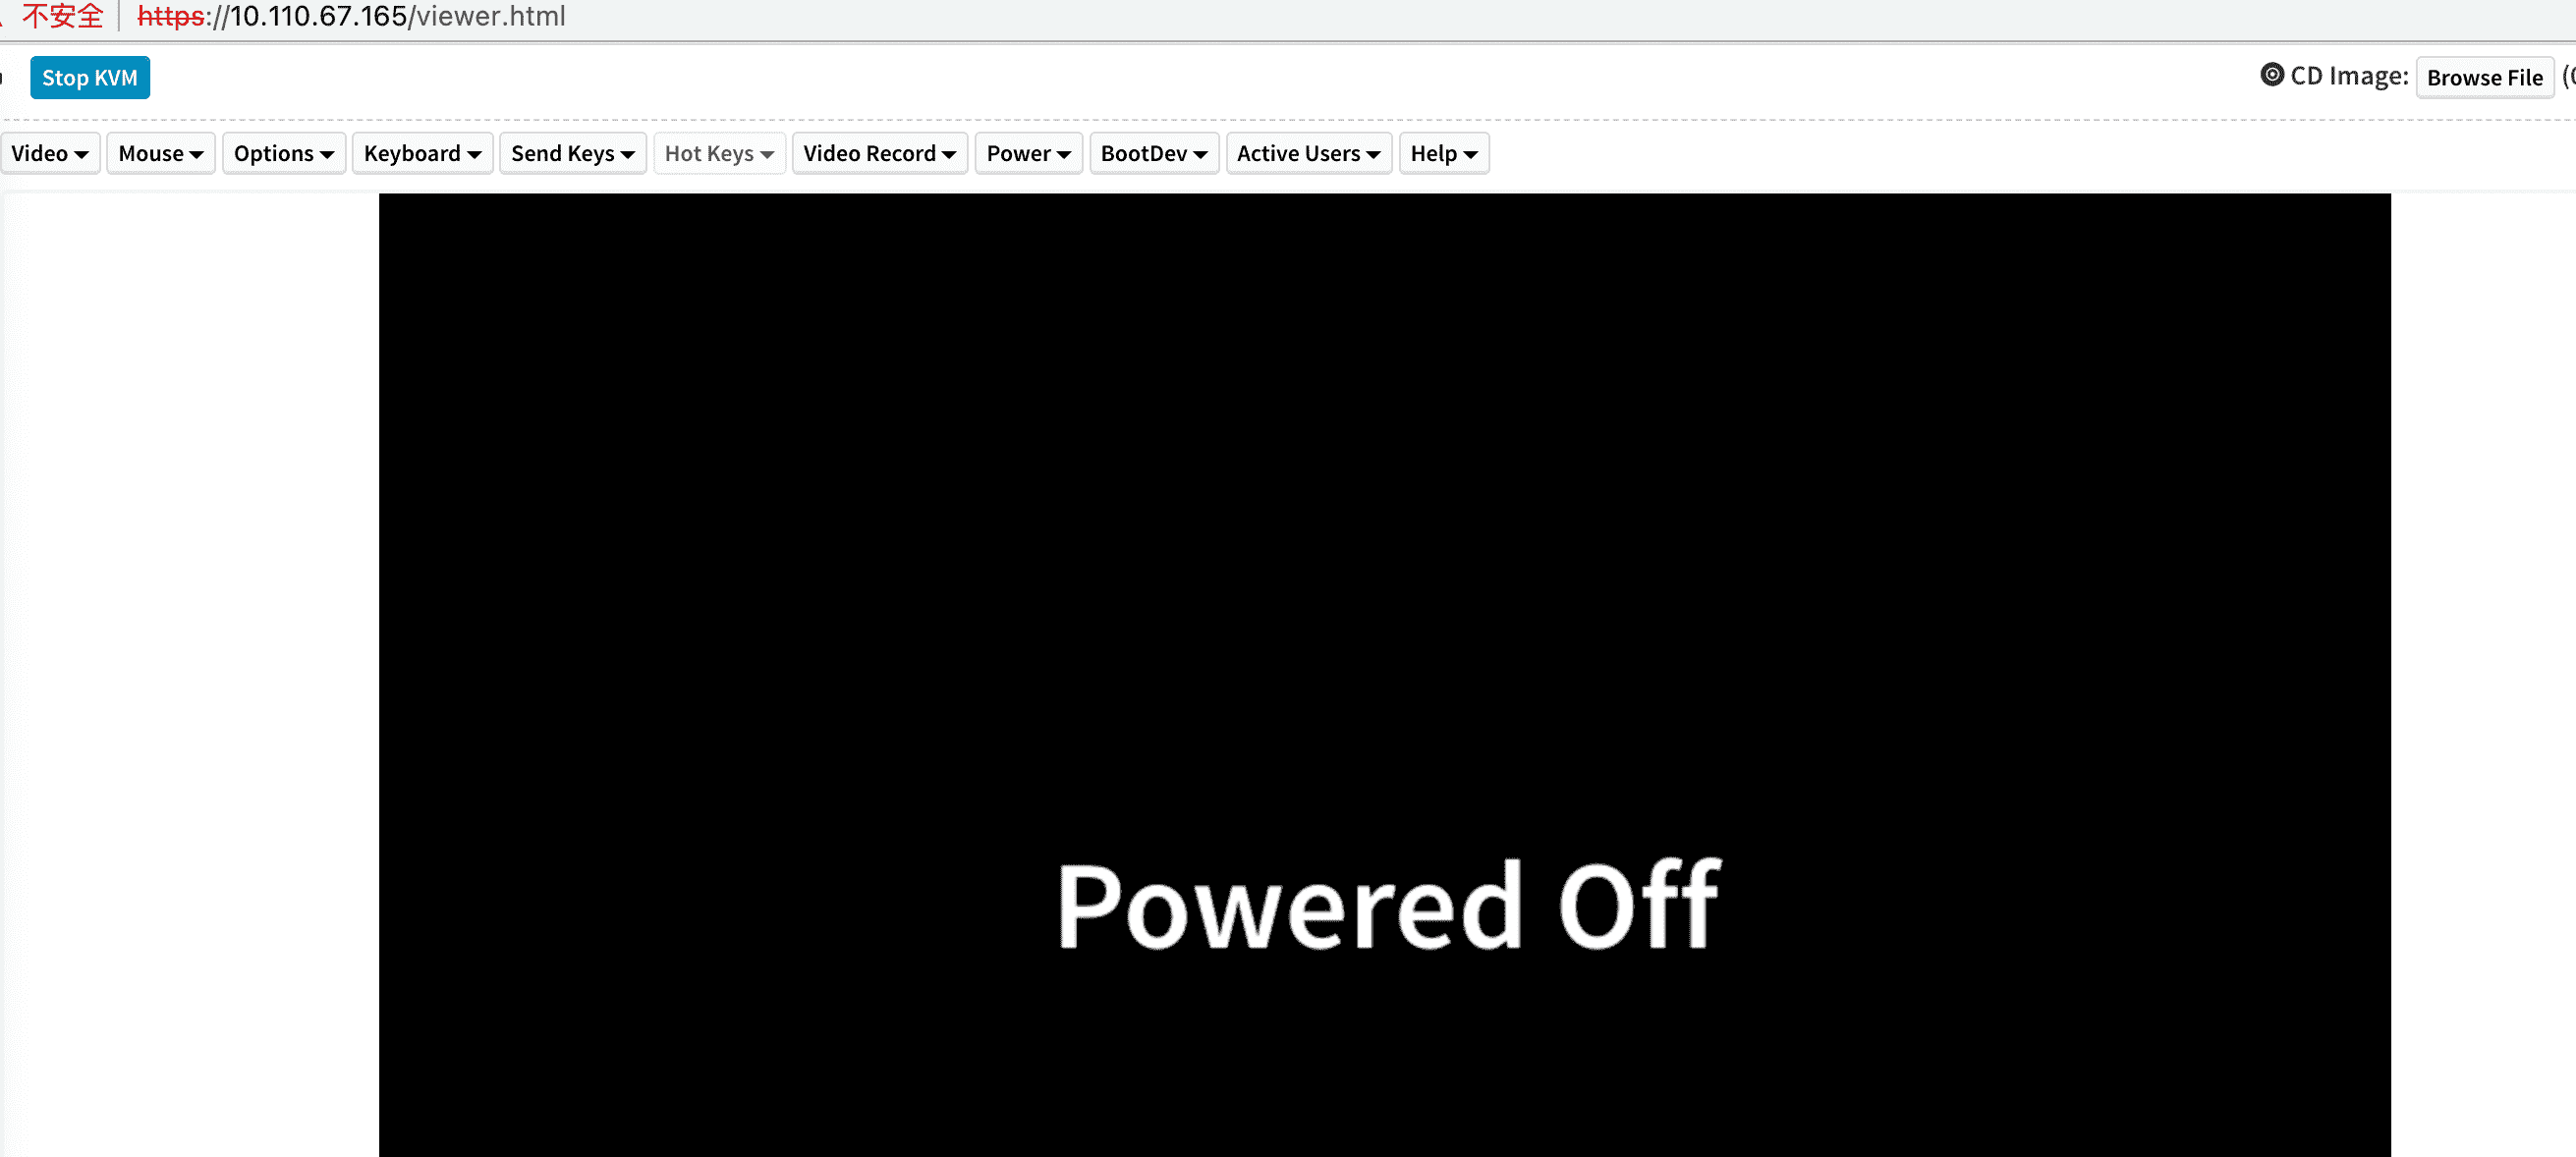 不安全 https://10.110.67.165/viewer.html
Stop KVM CD Image: Browse File
Video Mouse Options Keyboard Send Keys Hot Keys Video Record Power BootDev Active Users Help
Powered Off